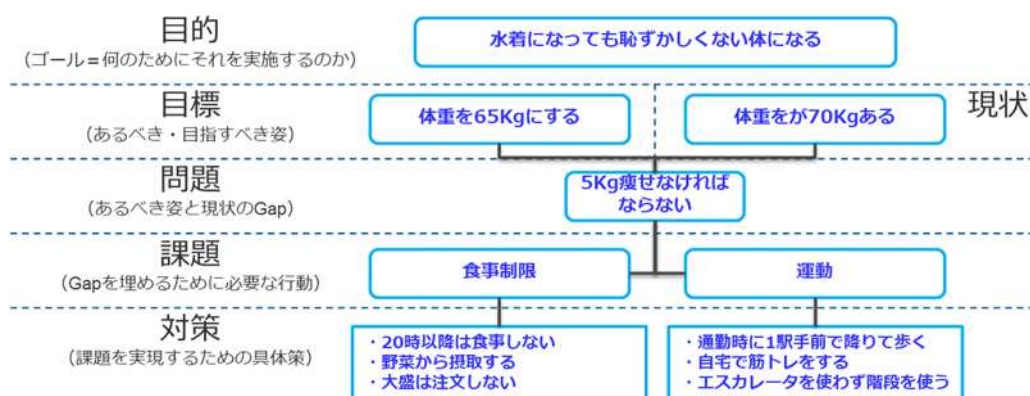 目的
(ゴール＝何のためにそれを実施するのか)
水着になっても恥ずかしくない体になる
目標
(あるべき・目指すべき姿)
体重を65Kgにする
体重をが70Kgある
現状
問題
(あるべき姿と現状のGap)
5Kg痩せなければ
ならない
課題
(Gapを埋めるために必要な行動)
食事制限
運動
対策
(課題を実現するための具体策)
・20時以降は食事しない
・野菜から摂取する
・大盛は注文しない
・通勤時に1駅手前で降りて歩く
・自宅で筋トレをする
・エスカレータを使わず階段を使う